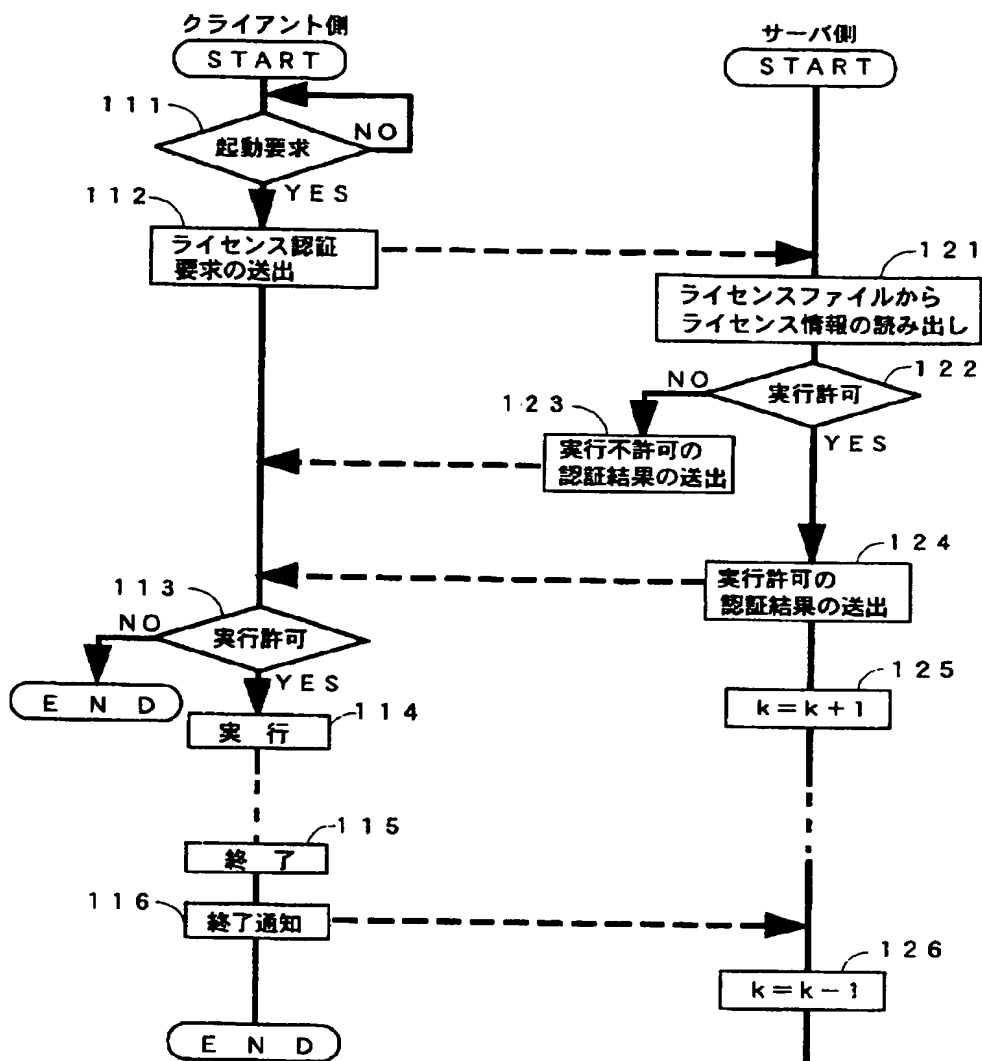 クライアント側
サーバ側
START
START
111
起動要求
NO
YES
112
ライセンス認証
要求の送出
121
ライセンスファイルから
ライセンス情報の読み出し
122
実行許可
NO
YES
123
実行不許可の
認証結果の送出
124
実行許可の
認証結果の送出
113
実行許可
NO
YES
END
125
k=k+1
114
実行
115
終了
116
終了通知
126
k=k-1
END